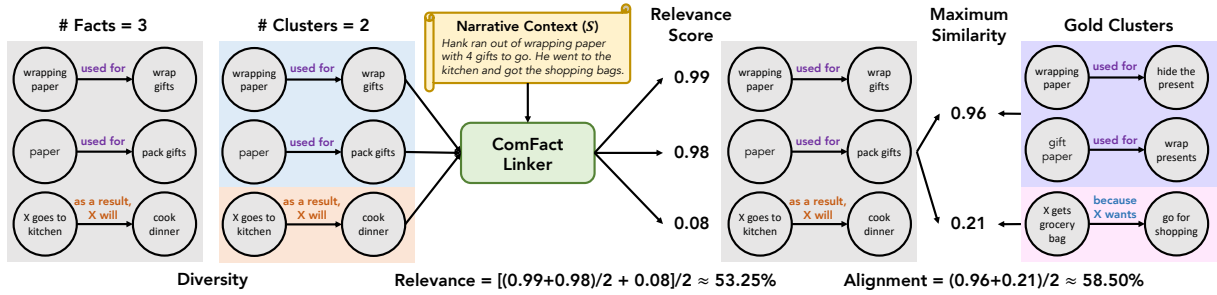 # Facts = 3
wrapping
paper
used for
wrap
gifts
paper
used for
pack gifts
X goes to
kitchen
as a result,
X will
cook
dinner
Diversity
# Clusters = 2
wrapping
paper
used for
wrap
gifts
paper
used for
pack gifts
X goes to
kitchen
as a result,
X will
cook
dinner
Narrative Context (S)
Hank ran out of wrapping paper
with 4 gifts to go. He went to the
kitchen and got the shopping bags.
ComFact
Linker
Relevance
Score
0.99
0.98
0.08
Relevance = [(0.99+0.98)/2 + 0.08]/2 ≈ 53.25%
wrapping
paper
used for
wrap
gifts
paper
used for
pack gifts
X goes to
kitchen
as a result,
X will
cook
dinner
Maximum
Similarity
0.96
0.21
Gold Clusters
wrapping
paper
used for
hide the
present
gift
paper
used for
wrap
presents
X gets
grocery
bag
because
X wants
go for
shopping
Alignment = (0.96+0.21)/2 ≈ 58.50%